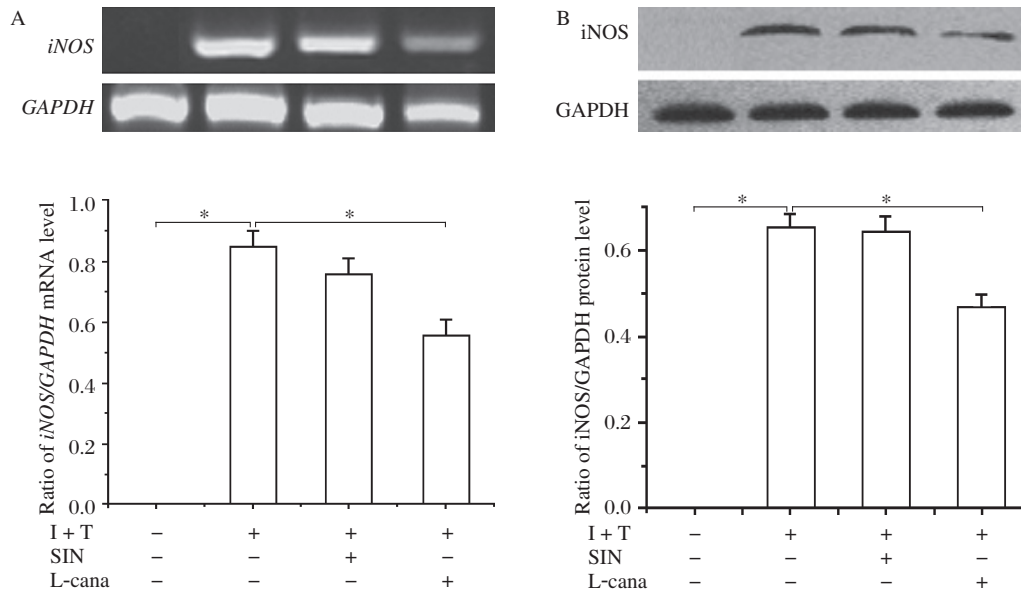 A
iNOS
GAPDH
Ratio of iNOS/GAPDH mRNA level
1.0
0.8
0.6
0.4
0.2
0.0
* *
I + T – + + +
SIN – – + –
L-cana – – – +
B
iNOS
GAPDH
Ratio of iNOS/GAPDH protein level
0.6
0.4
0.2
0.0
* *
I + T – + + +
SIN – – + –
L-cana – – – +